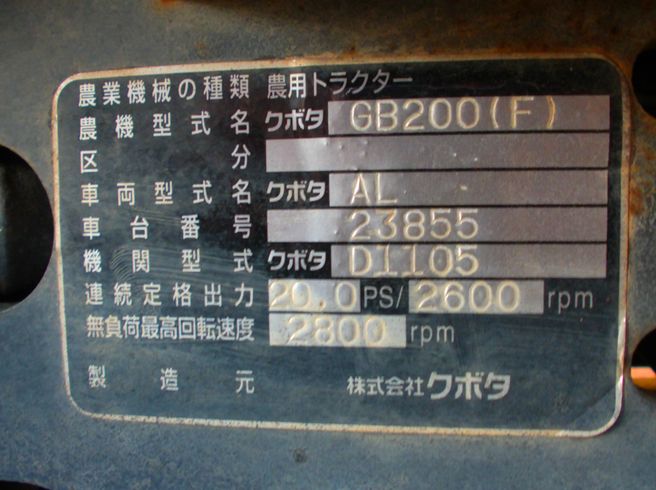 農業機械の種類 農用トラクター
農機型式名 クボタ GB200(F)
区分
車両型式名 クボタ AL
車台番号 23855
機関型式 クボタ D1105
連続定格出力 20.0 PS/ 2600 rpm
無負荷最高回転速度 2800 rpm
製造元 株式会社クボタ